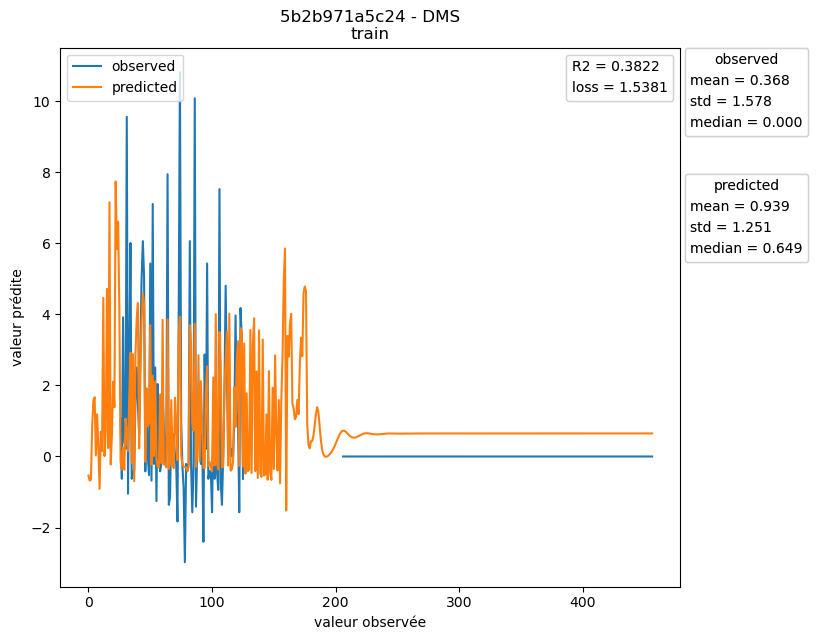 5b2b971a5c24 - DMS
train
observed
predicted
R2 = 0.3822
loss = 1.5381
observed
mean = 0.368
std = 1.578
median = 0.000
predicted
mean = 0.939
std = 1.251
median = 0.649
valeur prédite
10
8
6
4
2
0
−2
0
100
200
300
400
valeur observée